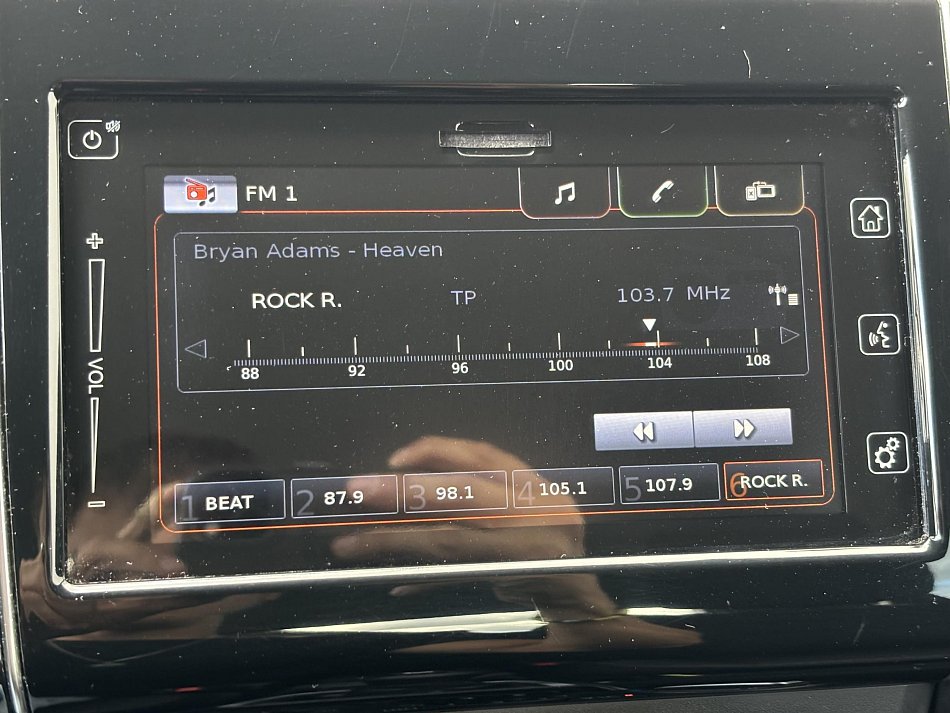 FM 1
Bryan Adams - Heaven
ROCK R. TP 103.7 MHz
88 92 96 100 104 108
VOL
1 BEAT 2 87.9 3 98.1 4 105.1 5 107.9 6 ROCK R.